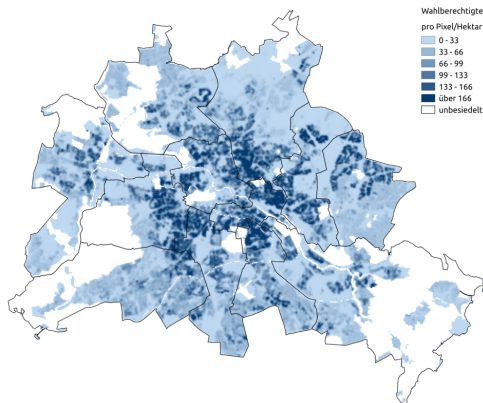 Wahlberechtigte
pro Pixel/Hektar
0 - 33
33 - 66
66 - 99
99 - 133
133 - 166
über 166
unbesiedelt